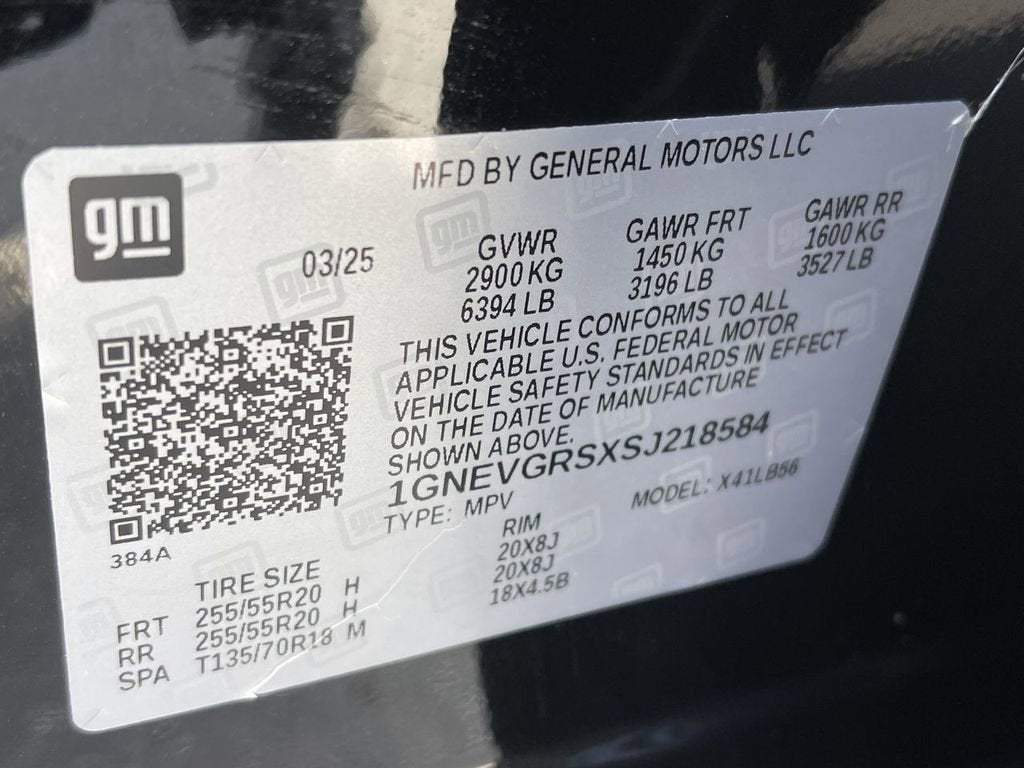 gm
MFD BY GENERAL MOTORS LLC
03/25
GVWR GAWR FRT GAWR RR
2900 KG 1450 KG 1600 KG
6394 LB 3196 LB 3527 LB
THIS VEHICLE CONFORMS TO ALL
APPLICABLE U.S. FEDERAL MOTOR
VEHICLE SAFETY STANDARDS IN EFFECT
ON THE DATE OF MANUFACTURE
SHOWN ABOVE.
1GNEVGRSXSJ218584
TYPE: MPV MODEL: X41LB56
384A
TIRE SIZE RIM
FRT 255/55R20 H 20X8J
RR 255/55R20 H 20X8J
SPA T135/70R18 M 18X4.5B